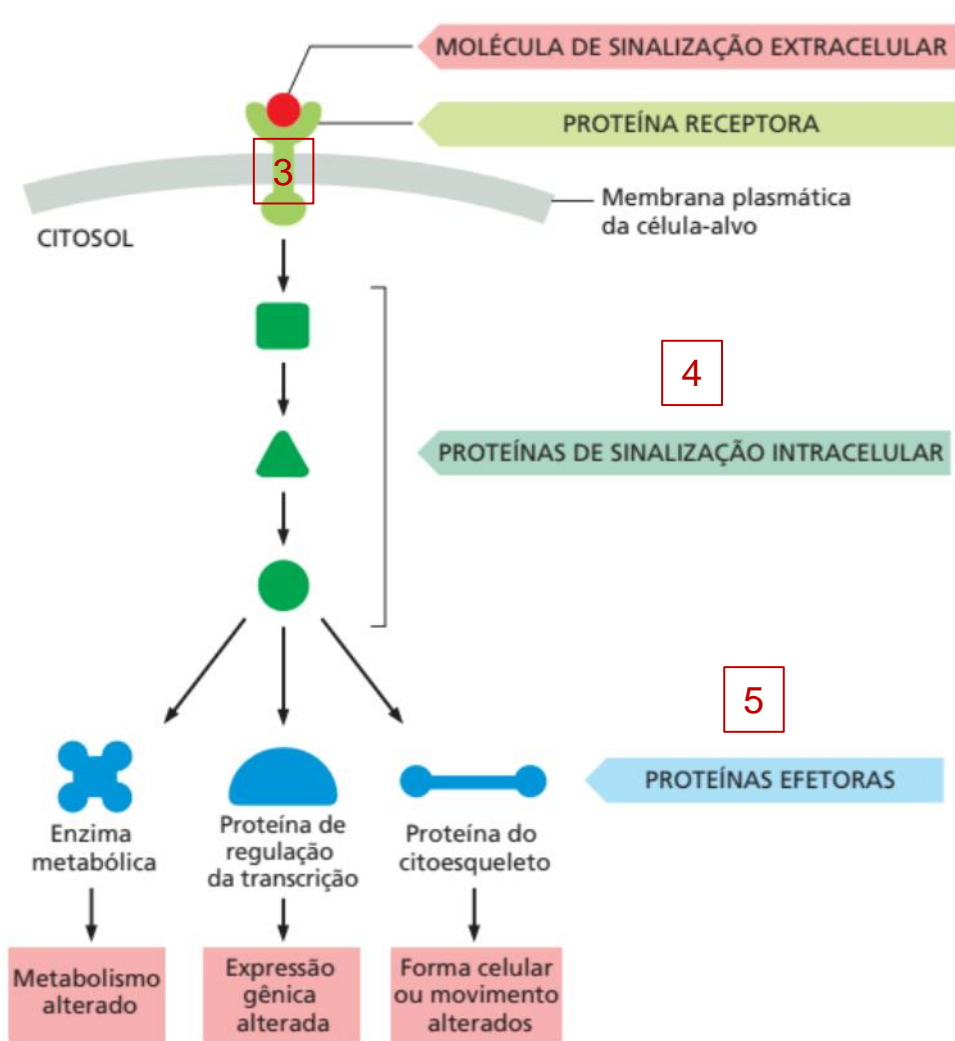 MOLÉCULA DE SINALIZAÇÃO EXTRACELULAR
PROTEÍNA RECEPTORA
3
Membrana plasmática
da célula-alvo
CITOSOL
4
PROTEÍNAS DE SINALIZAÇÃO INTRACELULAR
5
PROTEÍNAS EFETORAS
Enzima
metabólica
Proteína de
regulação
da transcrição
Proteína do
citoesqueleto
Metabolismo
alterado
Expressão
gênica
alterada
Forma celular
ou movimento
alterados